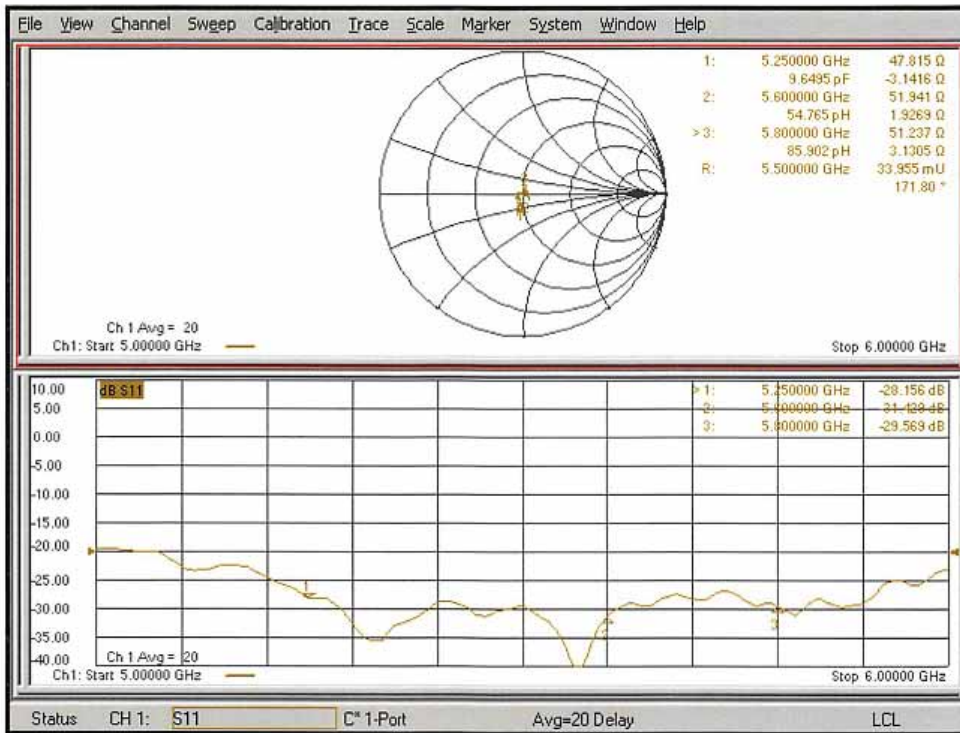 File View Channel Sweep Calibration Trace Scale Marker System Window Help
1: 5.250000 GHz 47.815 Ω
9.6495 pF -3.1416 Ω
2: 5.600000 GHz 51.941 Ω
54.765 pH 1.9269 Ω
> 3: 5.800000 GHz 51.237 Ω
85.902 pH 3.1305 Ω
R: 5.500000 GHz 33.955 mU
171.80 °
Ch 1 Avg = 20
Ch1: Start 5.00000 GHz
Stop 6.00000 GHz
10.00
dB S11
5.00
0.00
-5.00
-10.00
-15.00
-20.00
-25.00
-30.00
-35.00
-40.00
> 1: 5.250000 GHz -28.156 dB
2: 5.600000 GHz -31.429 dB
3: 5.800000 GHz -29.569 dB
1
2
3
Ch 1 Avg = 20
Ch1: Start 5.00000 GHz
Stop 6.00000 GHz
Status CH 1: S11 C* 1-Port Avg=20 Delay LCL